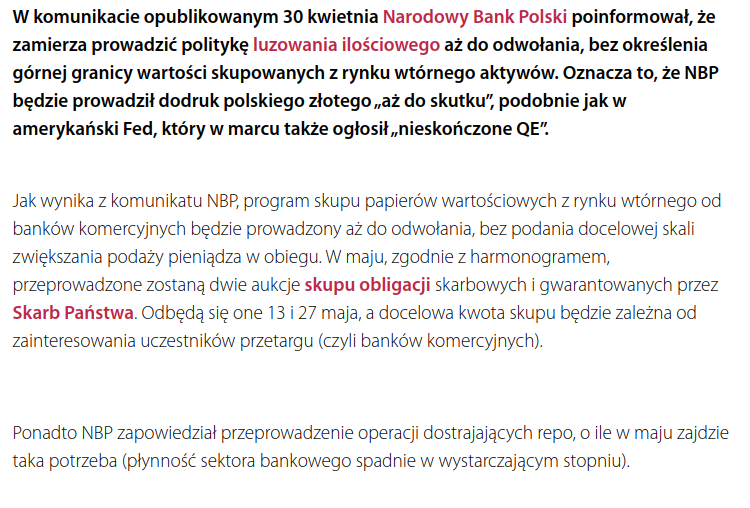 W komunikacie opublikowanym 30 kwietnia Narodowy Bank Polski poinformował, że
zamierza prowadzić politykę luzowania ilościowego aż do odwołania, bez określenia
górnej granicy wartości skupowanych z rynku wtórnego aktywów. Oznacza to, że NBP
będzie prowadził dodruk polskiego złotego „aż do skutku”, podobnie jak w
amerykański Fed, który w marcu także ogłosił „nieskończone QE”.
Jak wynika z komunikatu NBP, program skupu papierów wartościowych z rynku wtórnego od
banków komercyjnych będzie prowadzony aż do odwołania, bez podania docelowej skali
zwiększania podaży pieniądza w obiegu. W maju, zgodnie z harmonogramem,
przeprowadzone zostaną dwie aukcje skupu obligacji skarbowych i gwarantowanych przez
Skarb Państwa. Odbędą się one 13 i 27 maja, a docelowa kwota skupu będzie zależna od
zainteresowania uczestników przetargu (czyli banków komercyjnych).
Ponadto NBP zapowiedział przeprowadzenie operacji dostrajających repo, o ile w maju zajdzie
taka potrzeba (płynność sektora bankowego spadnie w wystarczającym stopniu).